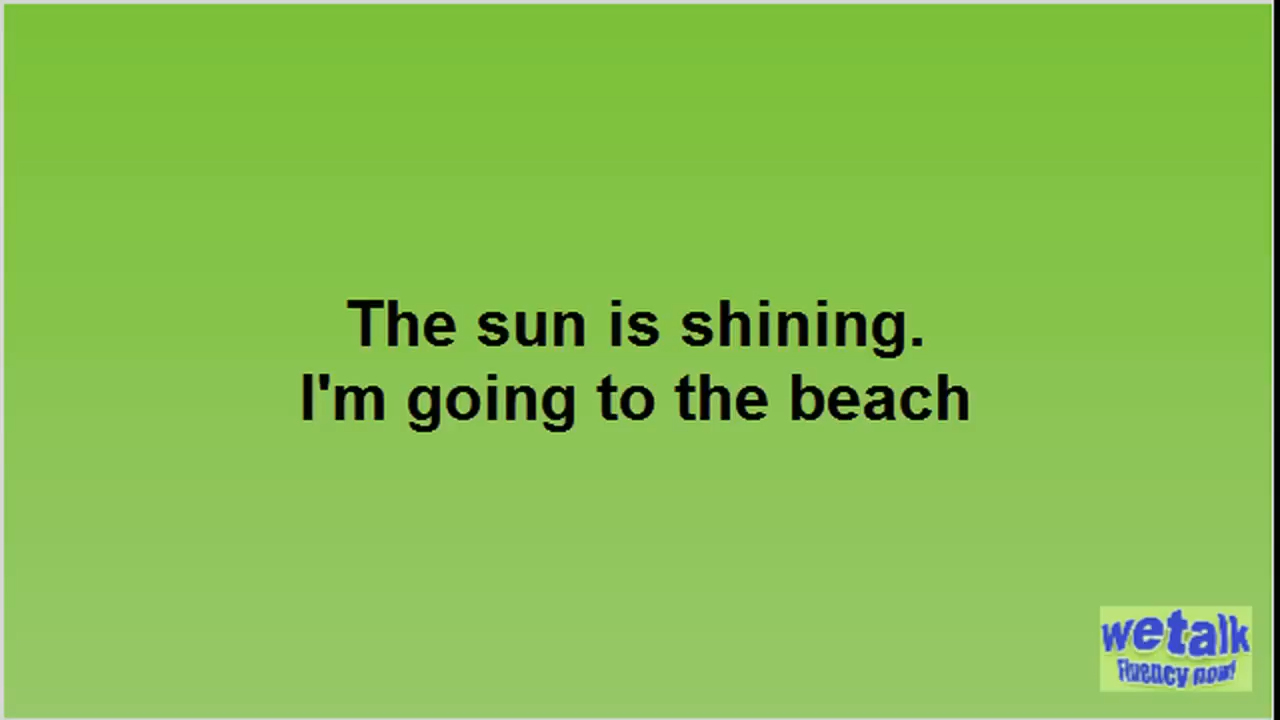 The sun is shining.
I'm going to the beach
wetalk
Fluency now!